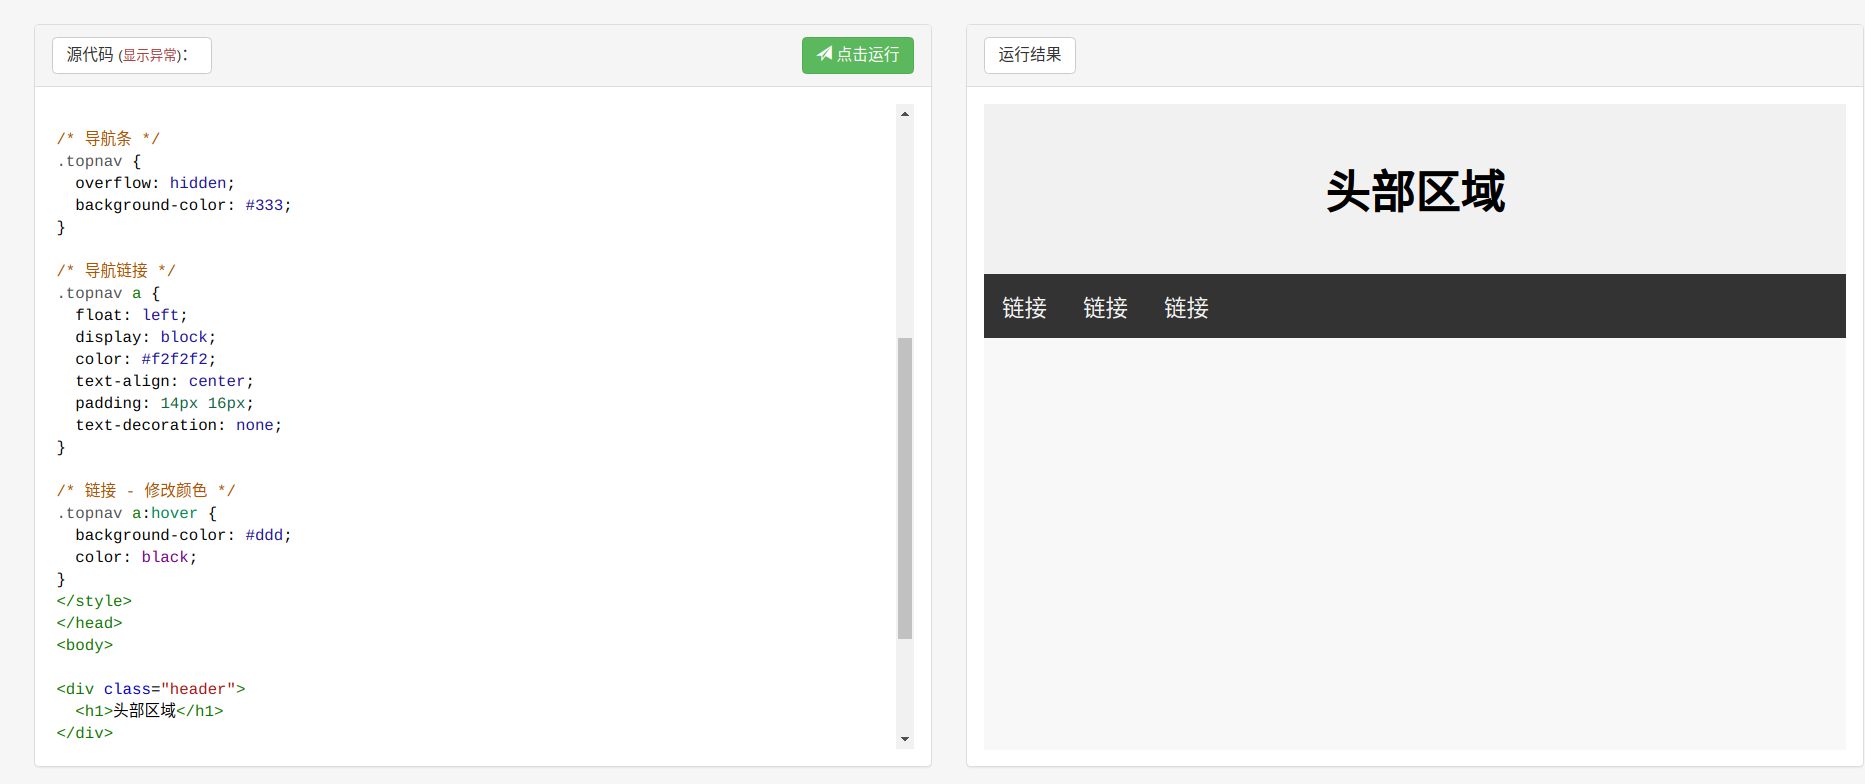 源代码 (显示异常):
点击运行
/* 导航条 */
.topnav {
  overflow: hidden;
  background-color: #333;
}
/* 导航链接 */
.topnav a {
  float: left;
  display: block;
  color: #f2f2f2;
  text-align: center;
  padding: 14px 16px;
  text-decoration: none;
}
/* 链接 - 修改颜色 */
.topnav a:hover {
  background-color: #ddd;
  color: black;
}
</style>
</head>
<body>
<div class="header">
  <h1>头部区域</h1>
</div>
运行结果
头部区域
链接 链接 链接